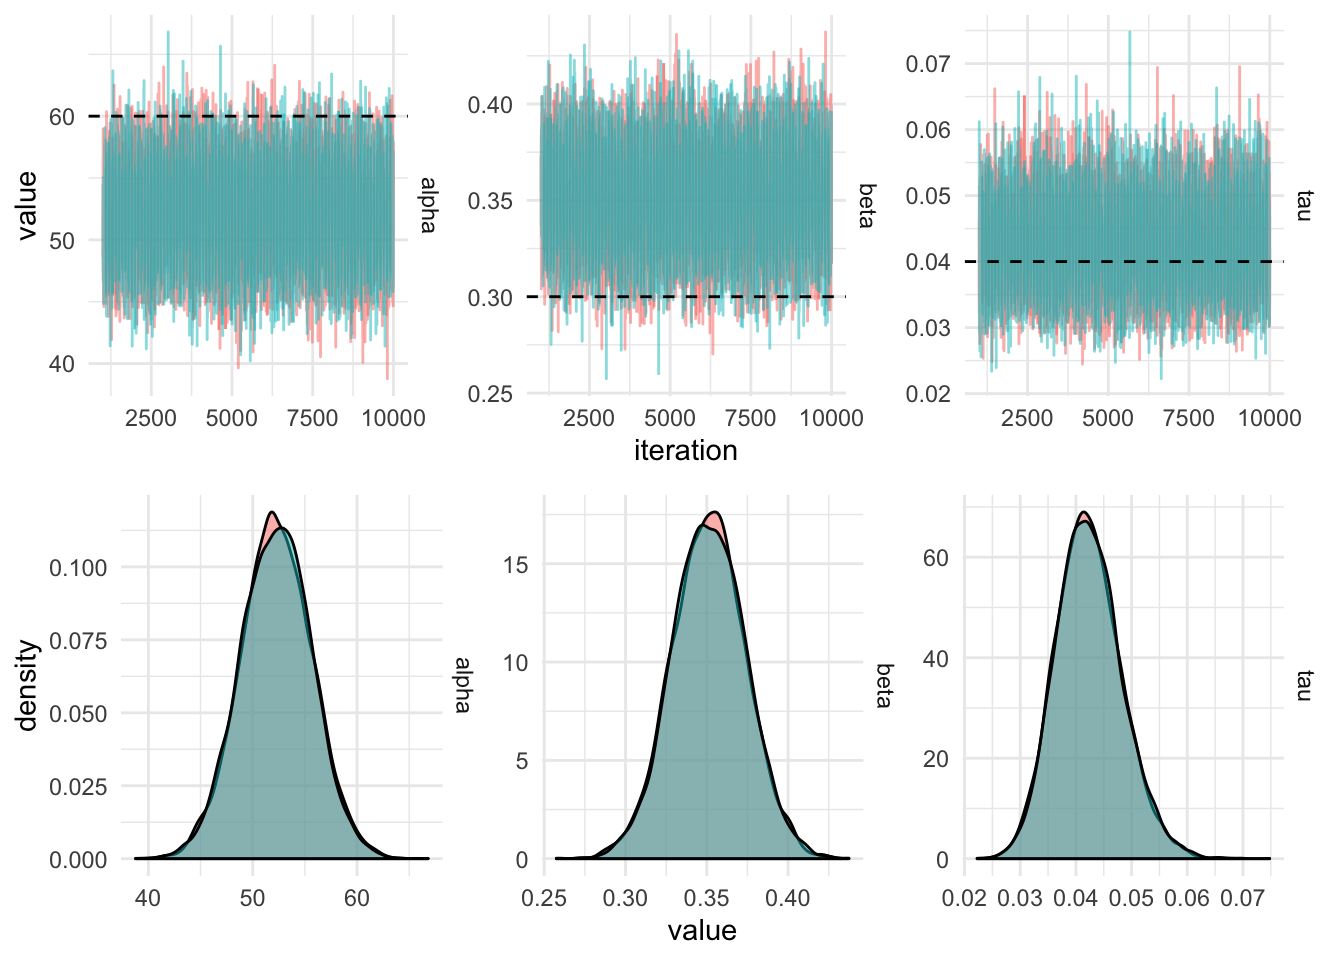 value
60
50
40
2500 5000 7500 10000
alpha
0.40
0.35
0.30
0.25
2500 5000 7500 10000
beta
0.07
0.06
0.05
0.04
0.03
0.02
2500 5000 7500 10000
tau
iteration
density
0.100
0.075
0.050
0.025
0.000
40 50 60
alpha
15
10
5
0
0.25 0.30 0.35 0.40
beta
60
40
20
0
0.02 0.03 0.04 0.05 0.06 0.07
tau
value